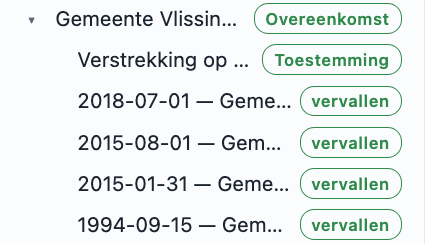 ▾ Gemeente Vlissin... Overeenkomst
Verstrekking op ... Toestemming
2018-07-01 — Geme... vervallen
2015-08-01 — Gem... vervallen
2015-01-31 — Geme... vervallen
1994-09-15 — Gem... vervallen